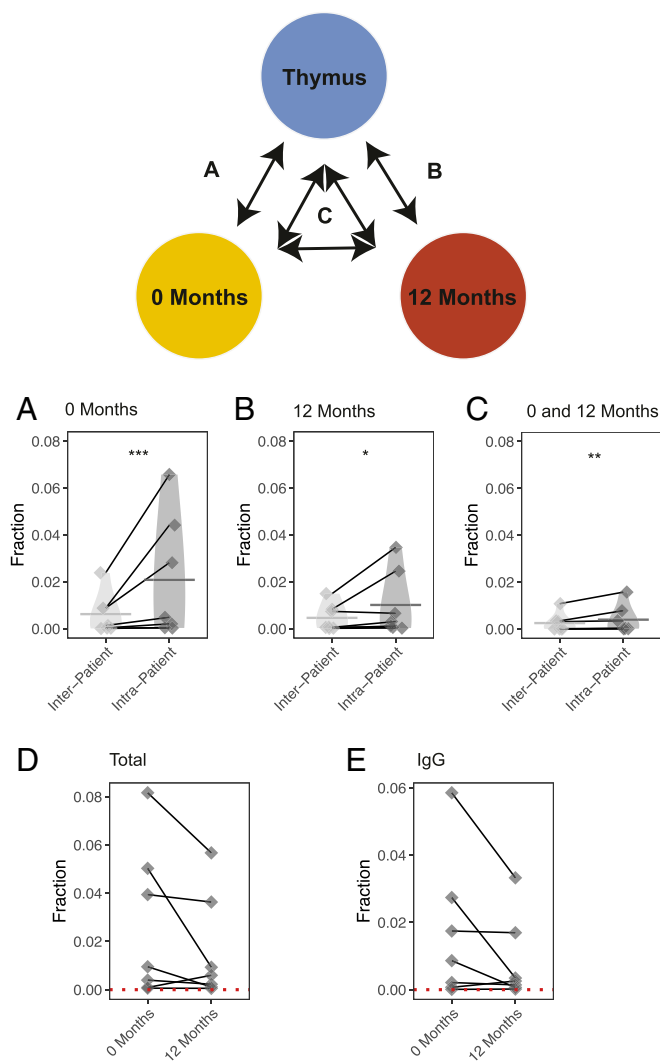 Thymus
A
B
C
0 Months
12 Months
A
0 Months
B
12 Months
C
0 and 12 Months
0.08
0.06
0.04
0.02
0.00
Fraction
***
Inter–Patient
Intra–Patient
0.08
0.06
0.04
0.02
0.00
Fraction
*
Inter–Patient
Intra–Patient
0.08
0.06
0.04
0.02
0.00
Fraction
**
Inter–Patient
Intra–Patient
D
Total
0.08
0.06
0.04
0.02
0.00
Fraction
0 Months
12 Months
E
IgG
0.06
0.04
0.02
0.00
Fraction
0 Months
12 Months